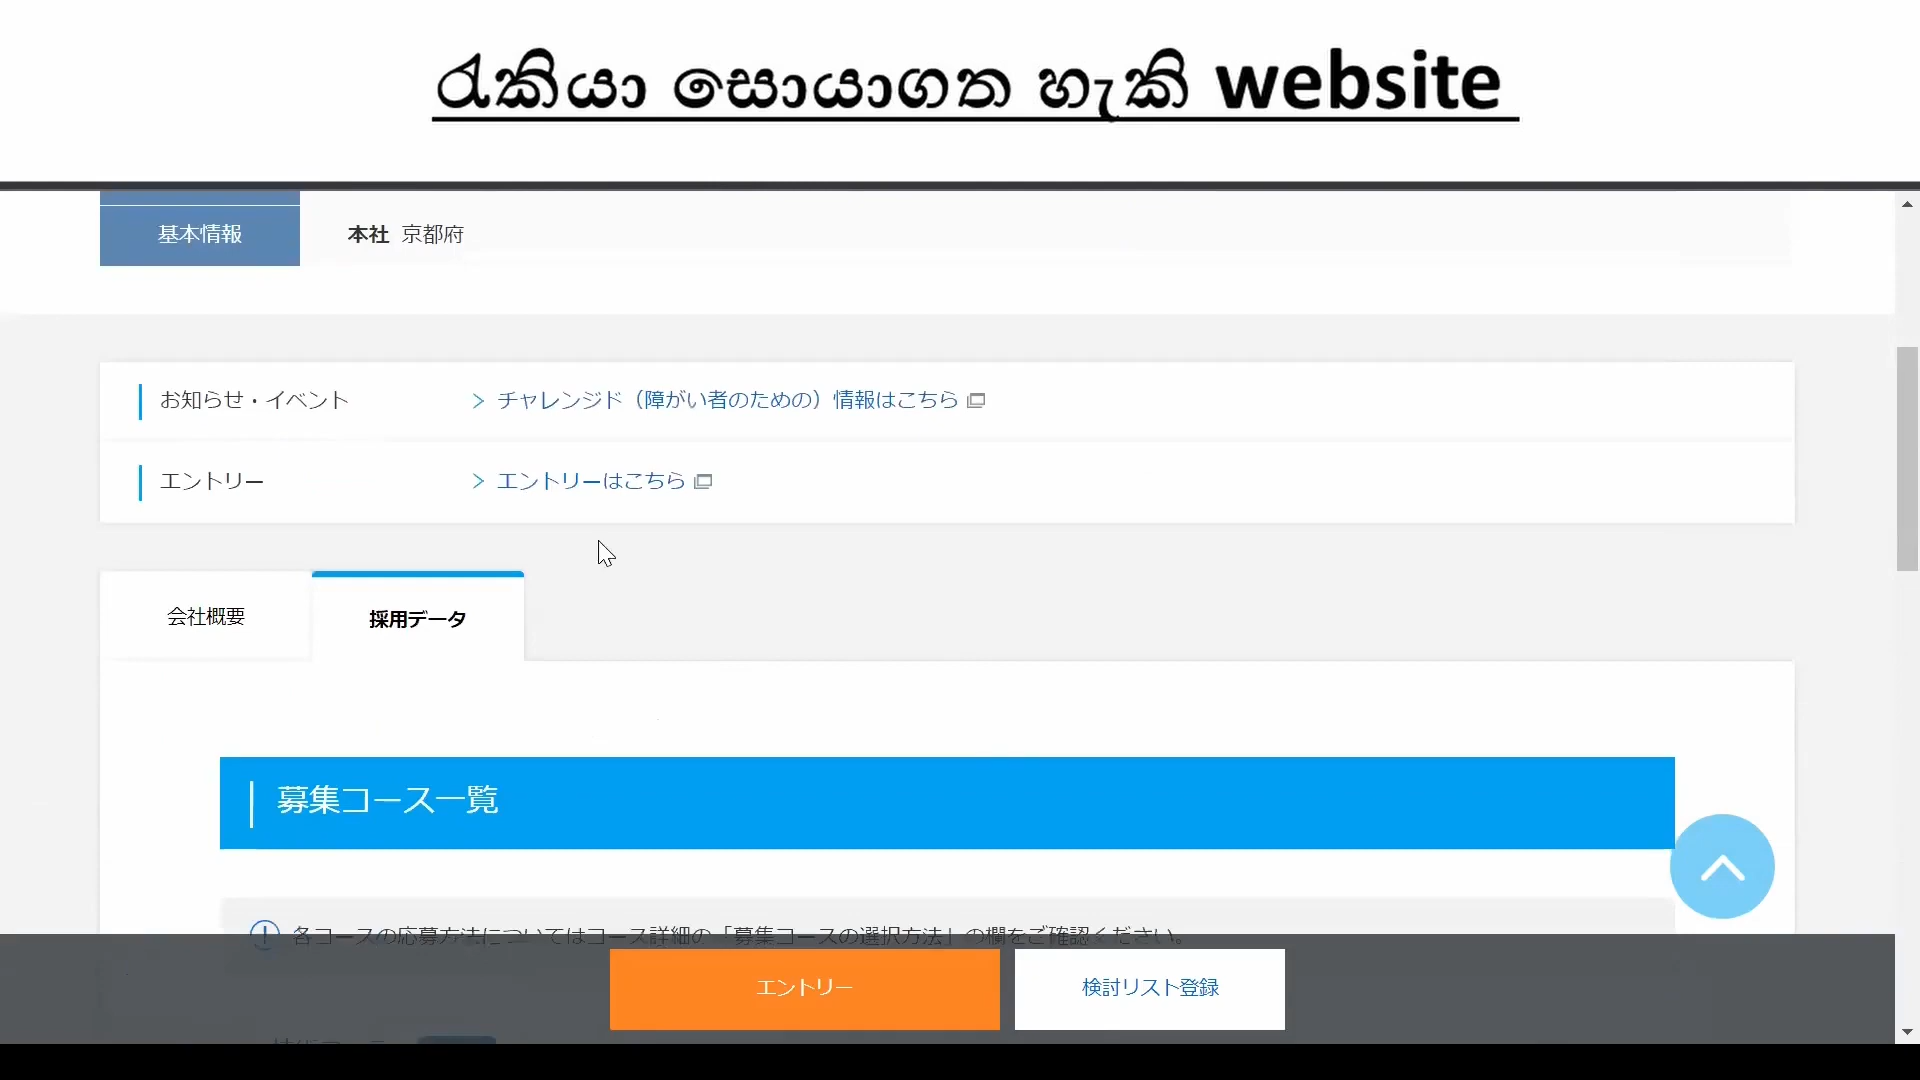 රැකියා සොයාගත හැකි website
基本情報 本社 京都府
お知らせ・イベント チャレンジド（障がい者のための）情報はこちら
エントリー エントリーはこちら
会社概要 採用データ
募集コース一覧
各コースの応募方法についてはコース詳細の「募集コースの選択方法」の欄をご確認ください。
エントリー 検討リスト登録